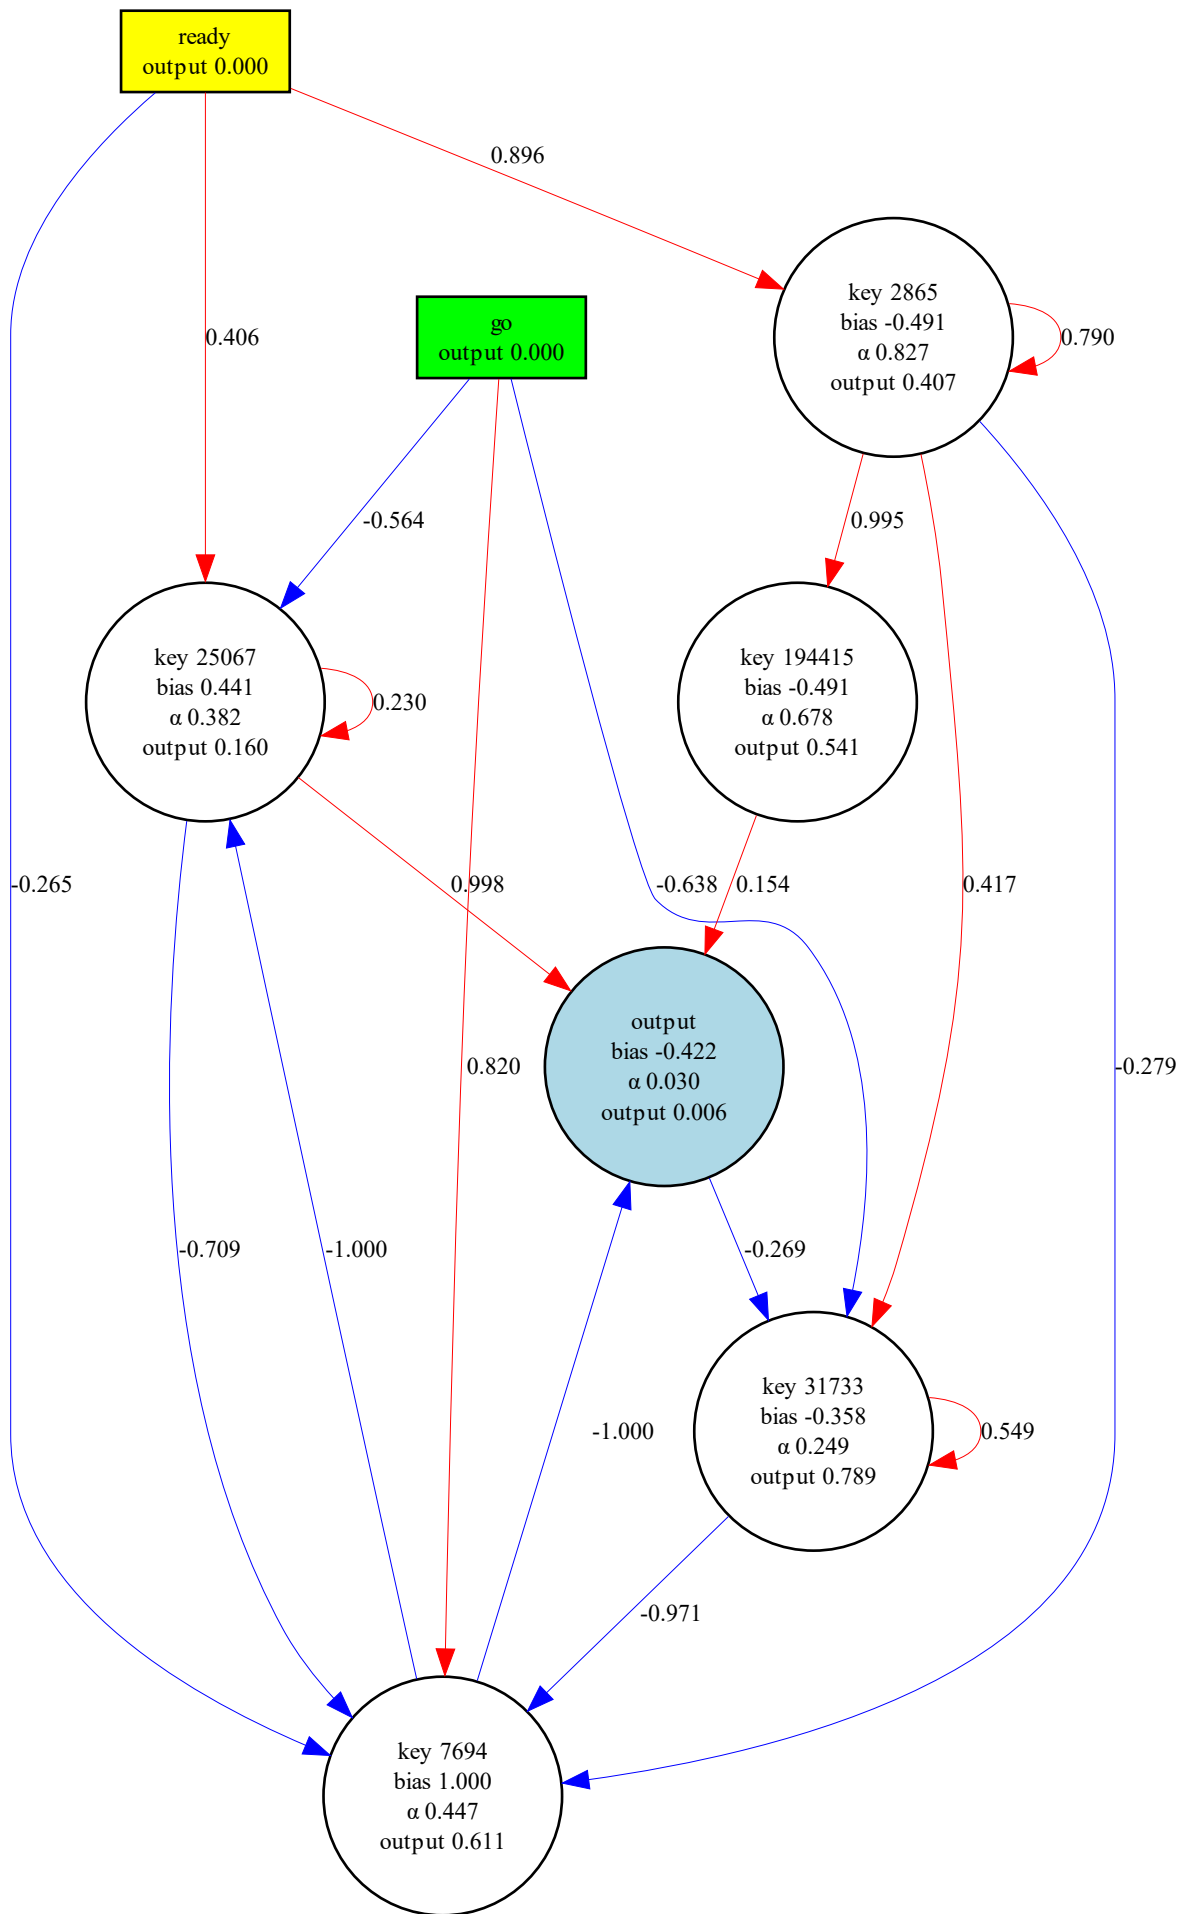 ready
output 0.000
0.896
key 2865
bias -0.491
α 0.827
output 0.407
0.790
go
output 0.000
0.406
-0.564
0.995
key 25067
bias 0.441
α 0.382
output 0.160
0.230
key 194415
bias -0.491
α 0.678
output 0.541
-0.265
0.998
-0.638
0.154
0.417
output
bias -0.422
α 0.030
output 0.006
0.820
-0.279
-0.709
-1.000
-0.269
-1.000
key 31733
bias -0.358
α 0.249
output 0.789
0.549
-0.971
key 7694
bias 1.000
α 0.447
output 0.611